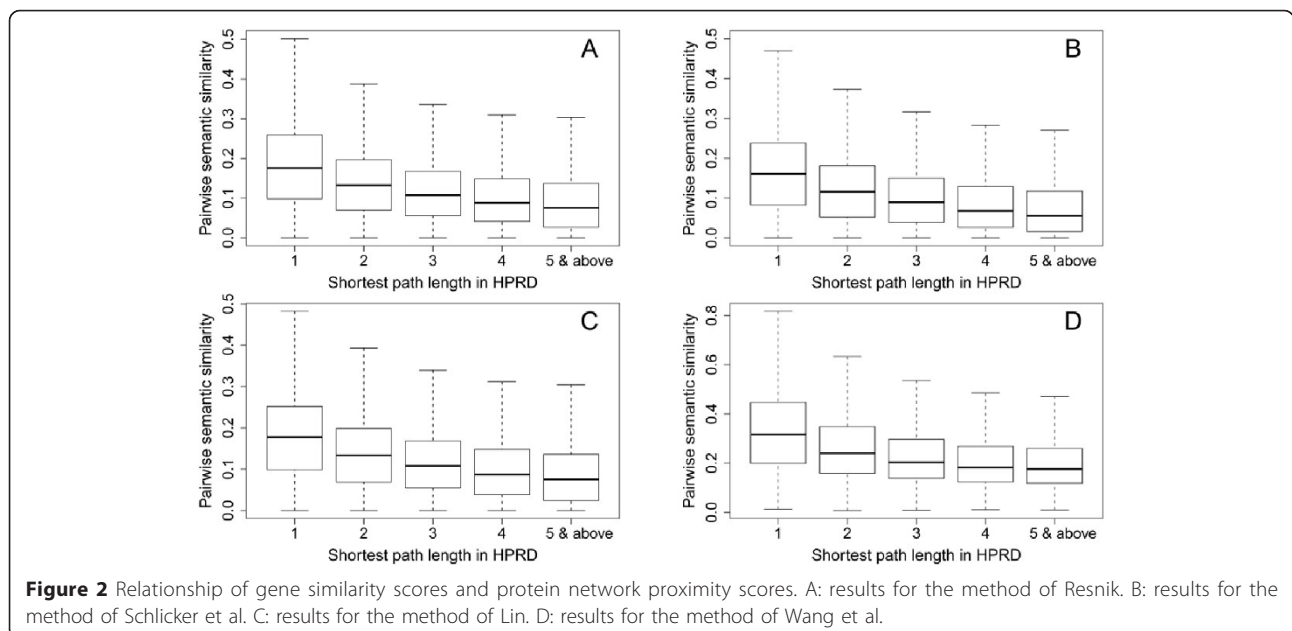 A
Pairwise semantic similarity
0.5
0.4
0.3
0.2
0.1
0.0
1 2 3 4 5 & above
Shortest path length in HPRD
B
Pairwise semantic similarity
0.5
0.4
0.3
0.2
0.1
0.0
1 2 3 4 5 & above
Shortest path length in HPRD
C
Pairwise semantic similarity
0.5
0.4
0.3
0.2
0.1
0.0
1 2 3 4 5 & above
Shortest path length in HPRD
D
Pairwise semantic similarity
0.8
0.6
0.4
0.2
0.0
1 2 3 4 5 & above
Shortest path length in HPRD
Figure 2 Relationship of gene similarity scores and protein network proximity scores. A: results for the method of Resnik. B: results for the
method of Schlicker et al. C: results for the method of Lin. D: results for the method of Wang et al.